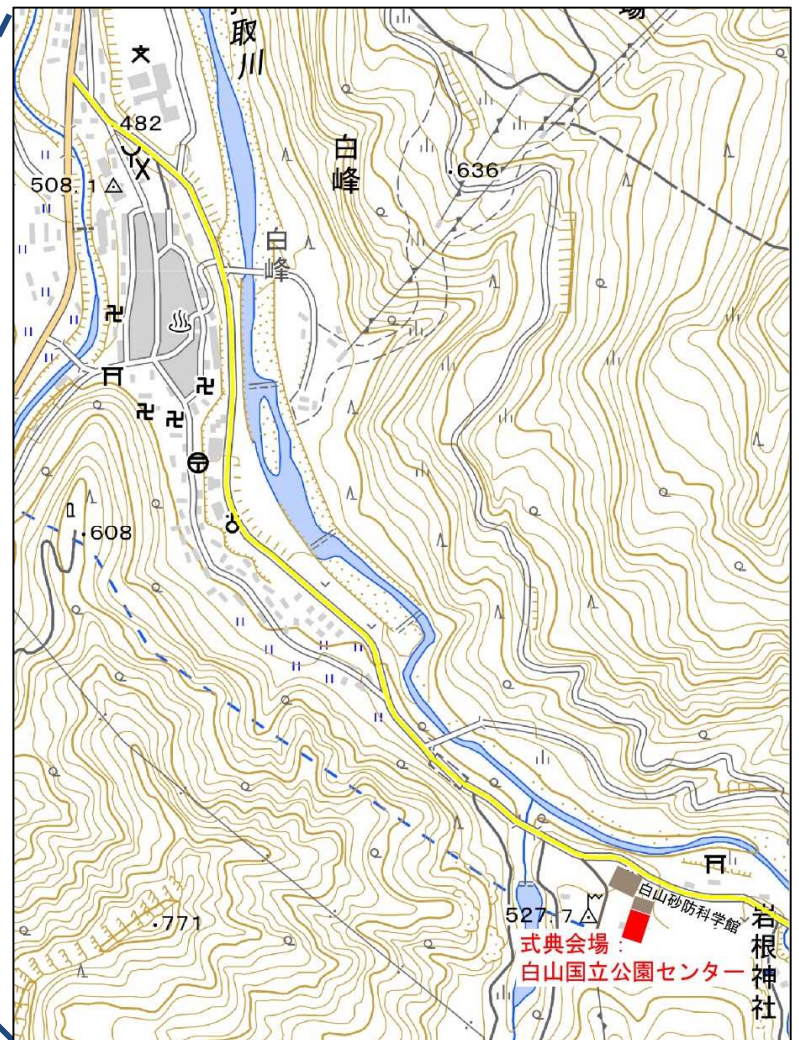 取川
場
482
白峰
636
508.1
白峰
608
771
527.7
白山砂防科学館
岩根神社
式典会場：
白山国立公園センター